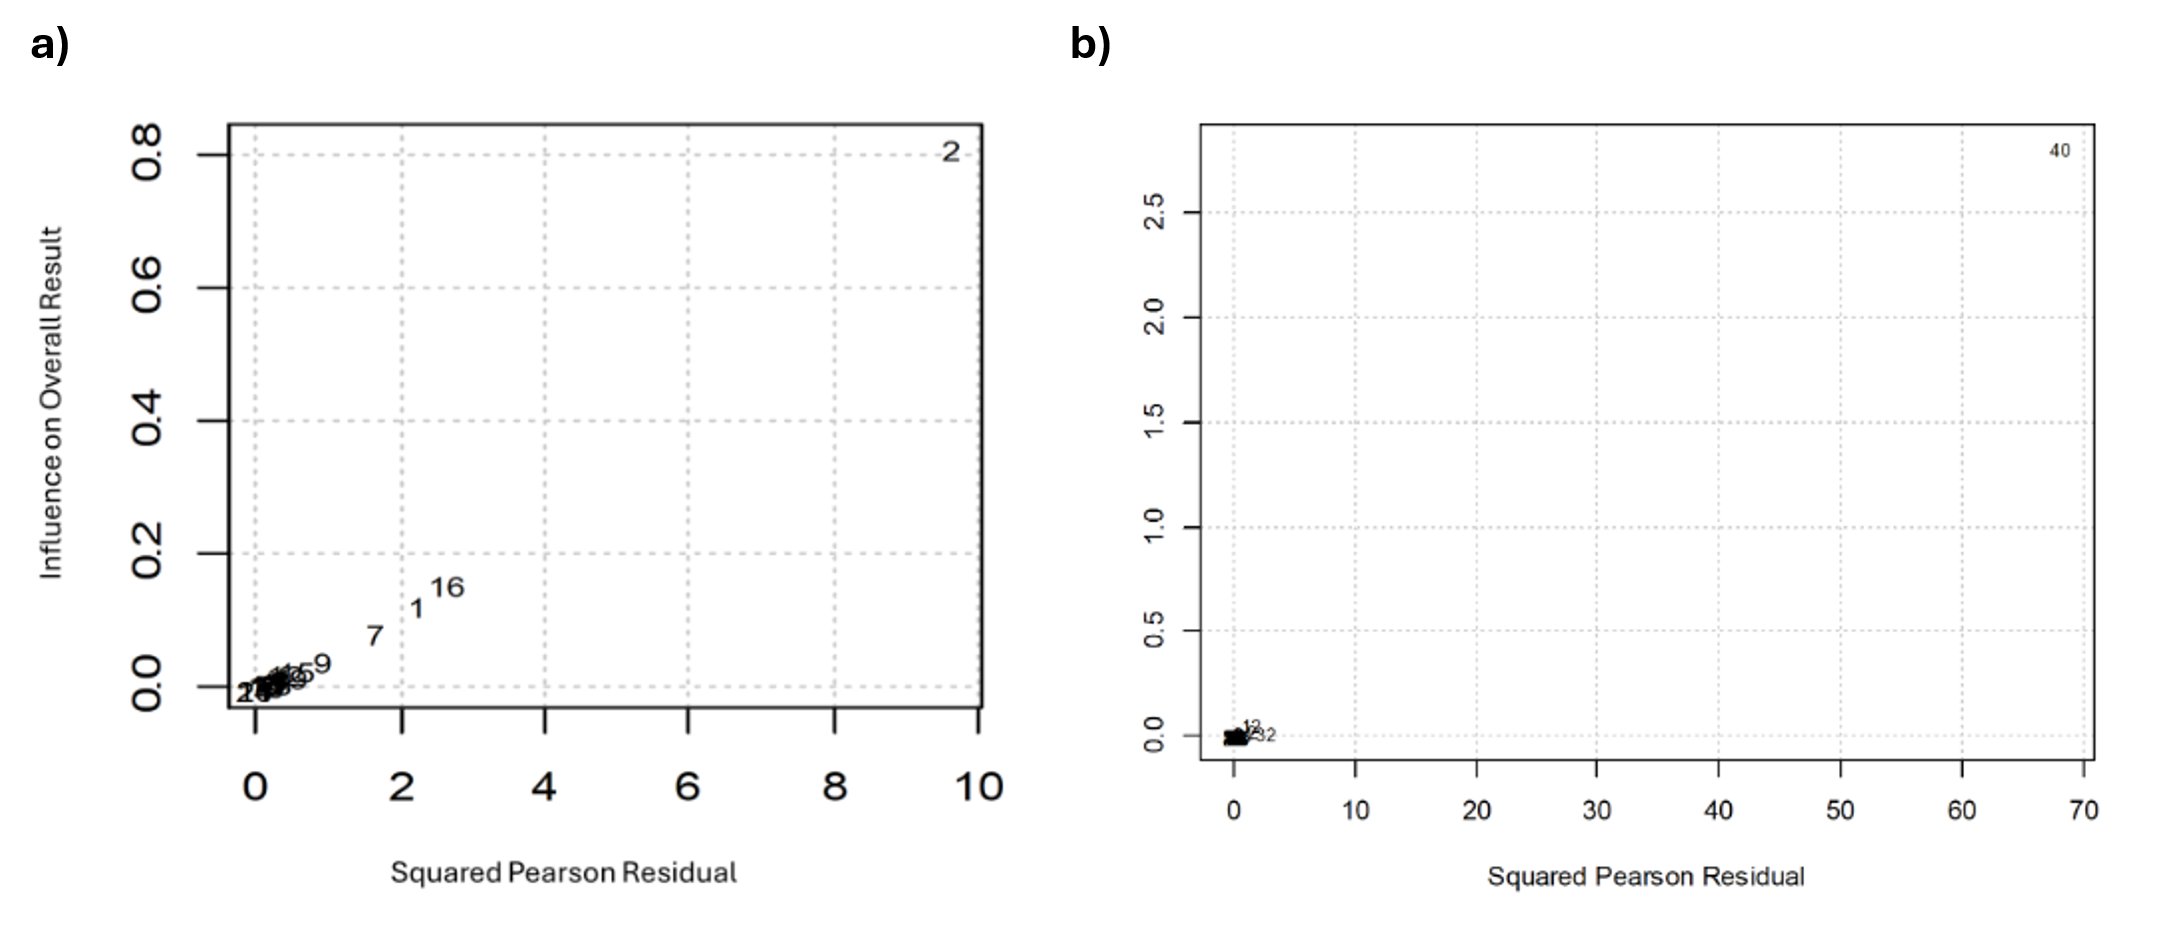 a)
b)
Influence on Overall Result
0.8
0.6
0.4
0.2
0.0
2
16
1
7
9
0 2 4 6 8 10
Squared Pearson Residual
2.5
2.0
1.5
1.0
0.5
0.0
40
12
32
0 10 20 30 40 50 60 70
Squared Pearson Residual